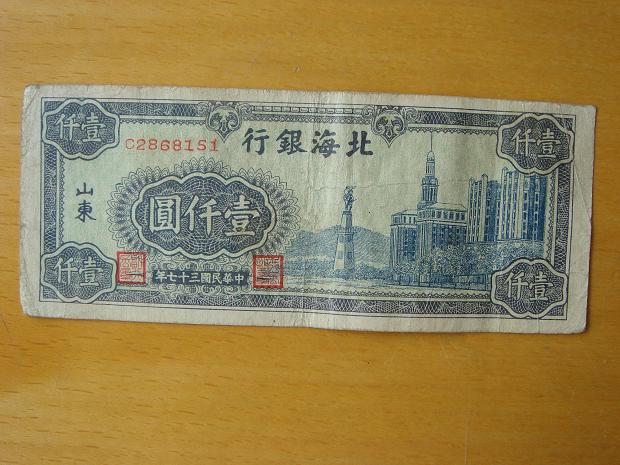 壹仟
壹仟
北海銀行
C2868151
山東
壹仟圓
壹仟
壹仟
中華民國三十七年